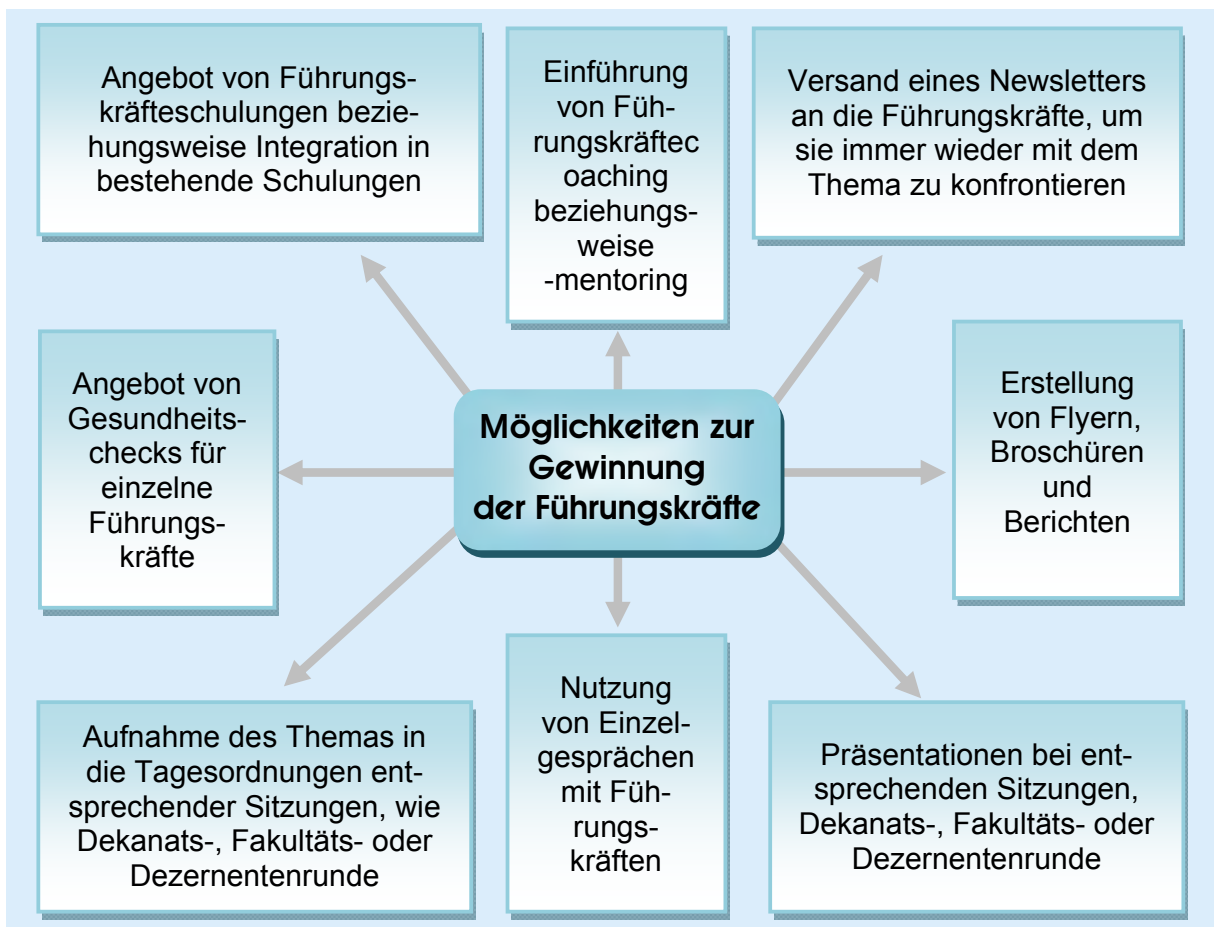 Angebot von Führungs-
kräfteschulungen bezie-
hungsweise Integration in
bestehende Schulungen
Einführung
von Füh-
rungskräftec
oaching
beziehungs-
weise
-mentoring
Versand eines Newsletters
an die Führungskräfte, um
sie immer wieder mit dem
Thema zu konfrontieren
Angebot von
Gesundheits-
checks für
einzelne
Führungs-
kräfte
Möglichkeiten zur
Gewinnung
der Führungskräfte
Erstellung
von Flyern,
Broschüren
und
Berichten
Aufnahme des Themas in
die Tagesordnungen ent-
sprechender Sitzungen, wie
Dekanats-, Fakultäts- oder
Dezernentenrunde
Nutzung
von Einzel-
gesprächen
mit Füh-
rungs-
kräften
Präsentationen bei ent-
sprechenden Sitzungen,
Dekanats-, Fakultäts- oder
Dezernentenrunde